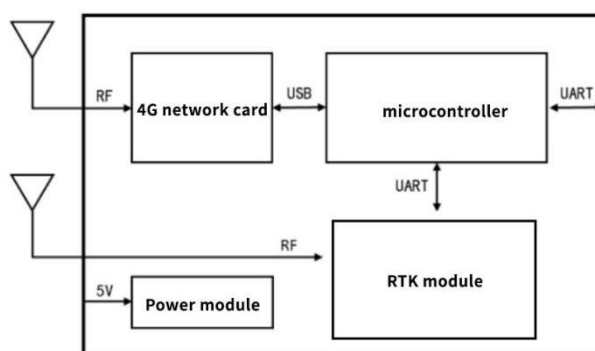 RF
4G network card
USB
microcontroller
UART
UART
RF
RTK module
5V
Power module